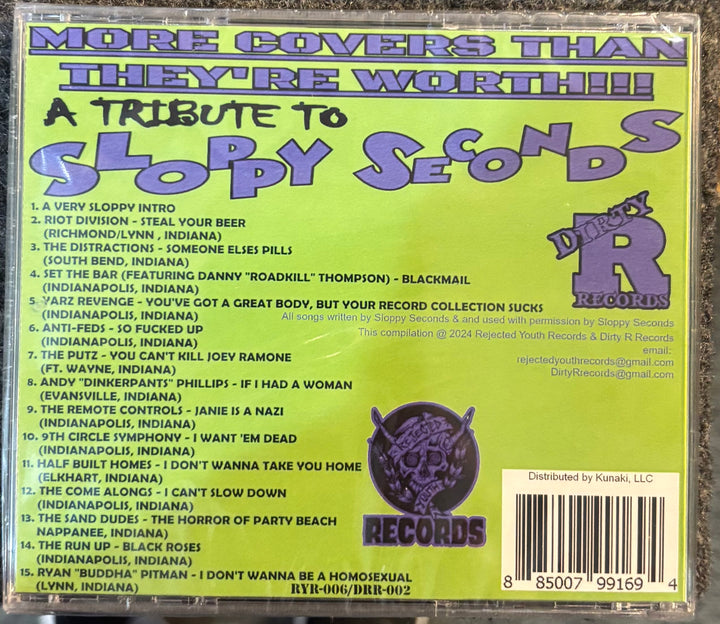 MORE COVERS THAN
THEY'RE WORTH!!!!
A TRIBUTE TO
SLOPPY SECONDS
1. A VERY SLOPPY INTRO
2. RIOT DIVISION - STEAL YOUR BEER
(RICHMOND/LYNN , INDIANA)
3. THE DISTRACTIONS - SOMEONE ELSES PILLS
(SOUTH BEND, INDIANA)
4. SET THE BAR (FEATURING DANNY "ROADKILL" THOMPSON) - BLACKMAIL
(INDIANAPOLIS, INDIANA)
5. YARZ REVENGE - YOU'VE GOT A GREAT BODY, BUT YOUR RECORD COLLECTION SUCKS
(INDIANAPOLIS, INDIANA)
6. ANTI-FEDS - SO FUCKED UP
(INDIANAPOLIS, INDIANA)
7. THE PUTZ - YOU CAN'T KILL JOEY RAMONE
(FT. WAYNE, INDIANA)
8. ANDY "DINKERPANTS" PHILLIPS - IF I HAD A WOMAN
(EVANSVILLE, INDIANA)
9. THE REMOTE CONTROLS - JANIE IS A NAZI
(INDIANAPOLIS, INDIANA)
10. 9TH CIRCLE SYMPHONY - I WANT 'EM DEAD
(INDIANAPOLIS, INDIANA)
11. HALF BUILT HOMES - I DON'T WANNA TAKE YOU HOME
(ELKHART, INDIANA)
12. THE COME ALONGS - I CAN'T SLOW DOWN
(INDIANAPOLIS, INDIANA)
13. THE SAND DUDES - THE HORROR OF PARTY BEACH
NAPPANEE, INDIANA)
14. THE RUN UP - BLACK ROSES
(INDIANAPOLIS, INDIANA)
15. RYAN "BUDDHA" PITMAN - I DON'T WANNA BE A HOMOSEXUAL
(LYNN, INDIANA)
RYR-006/DRR-002
DIRTY
R
RECORDS
All songs written by Sloppy Seconds & and used with permission by Sloppy Seconds
This compilation @ 2024 Rejected Youth Records & Dirty R Records
email:
rejectedyouthrecords@gmail.com
DirtyRrecords@gmail.com
RECORDS
Distributed by Kunaki, LLC
8 85007 99169 4